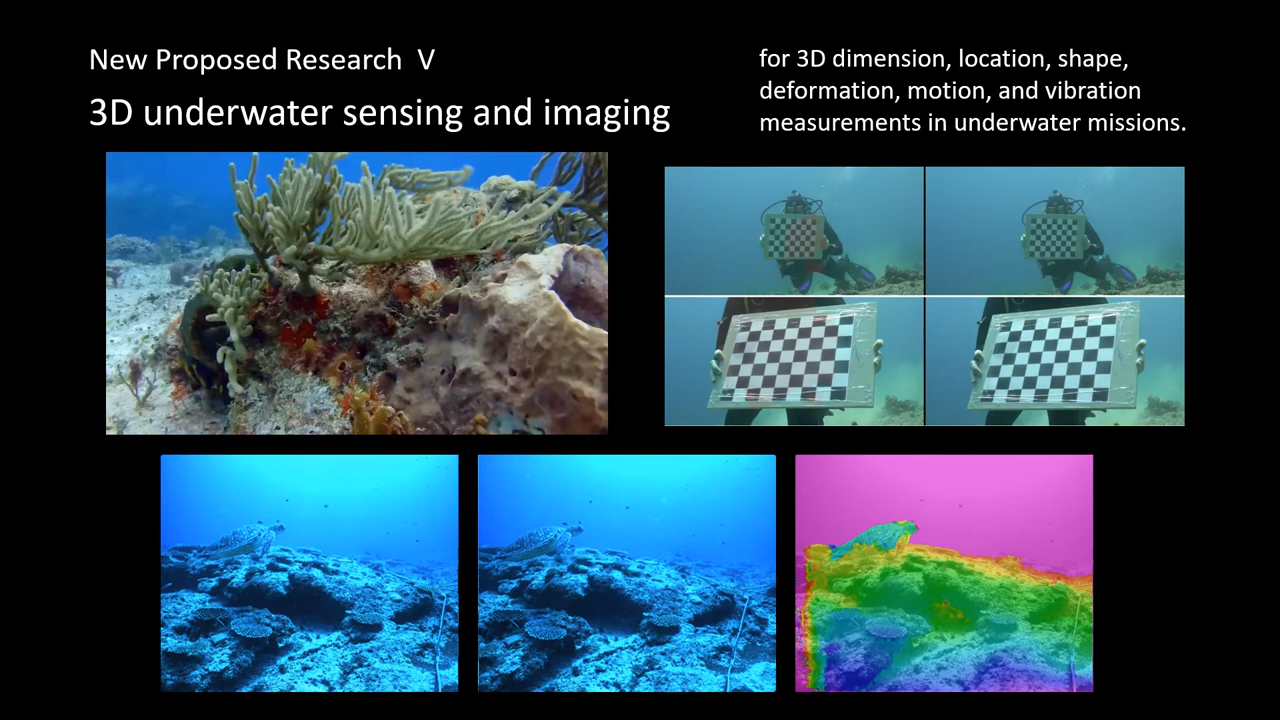 New Proposed Research V
3D underwater sensing and imaging
for 3D dimension, location, shape,
deformation, motion, and vibration
measurements in underwater missions.